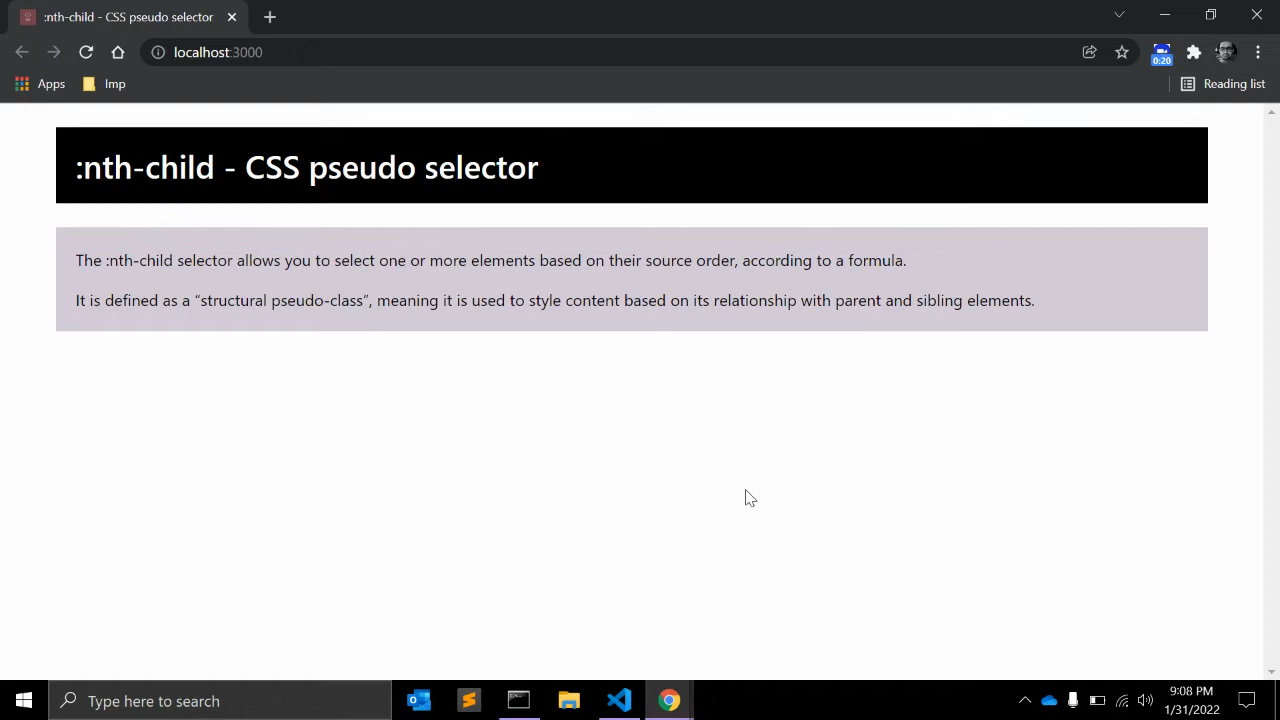 :nth-child - CSS pseudo selector
localhost:3000
0:20
Apps
Imp
Reading list
:nth-child - CSS pseudo selector
The :nth-child selector allows you to select one or more elements based on their source order, according to a formula.
It is defined as a “structural pseudo-class”, meaning it is used to style content based on its relationship with parent and sibling elements.
Type here to search
9:08 PM
1/31/2022